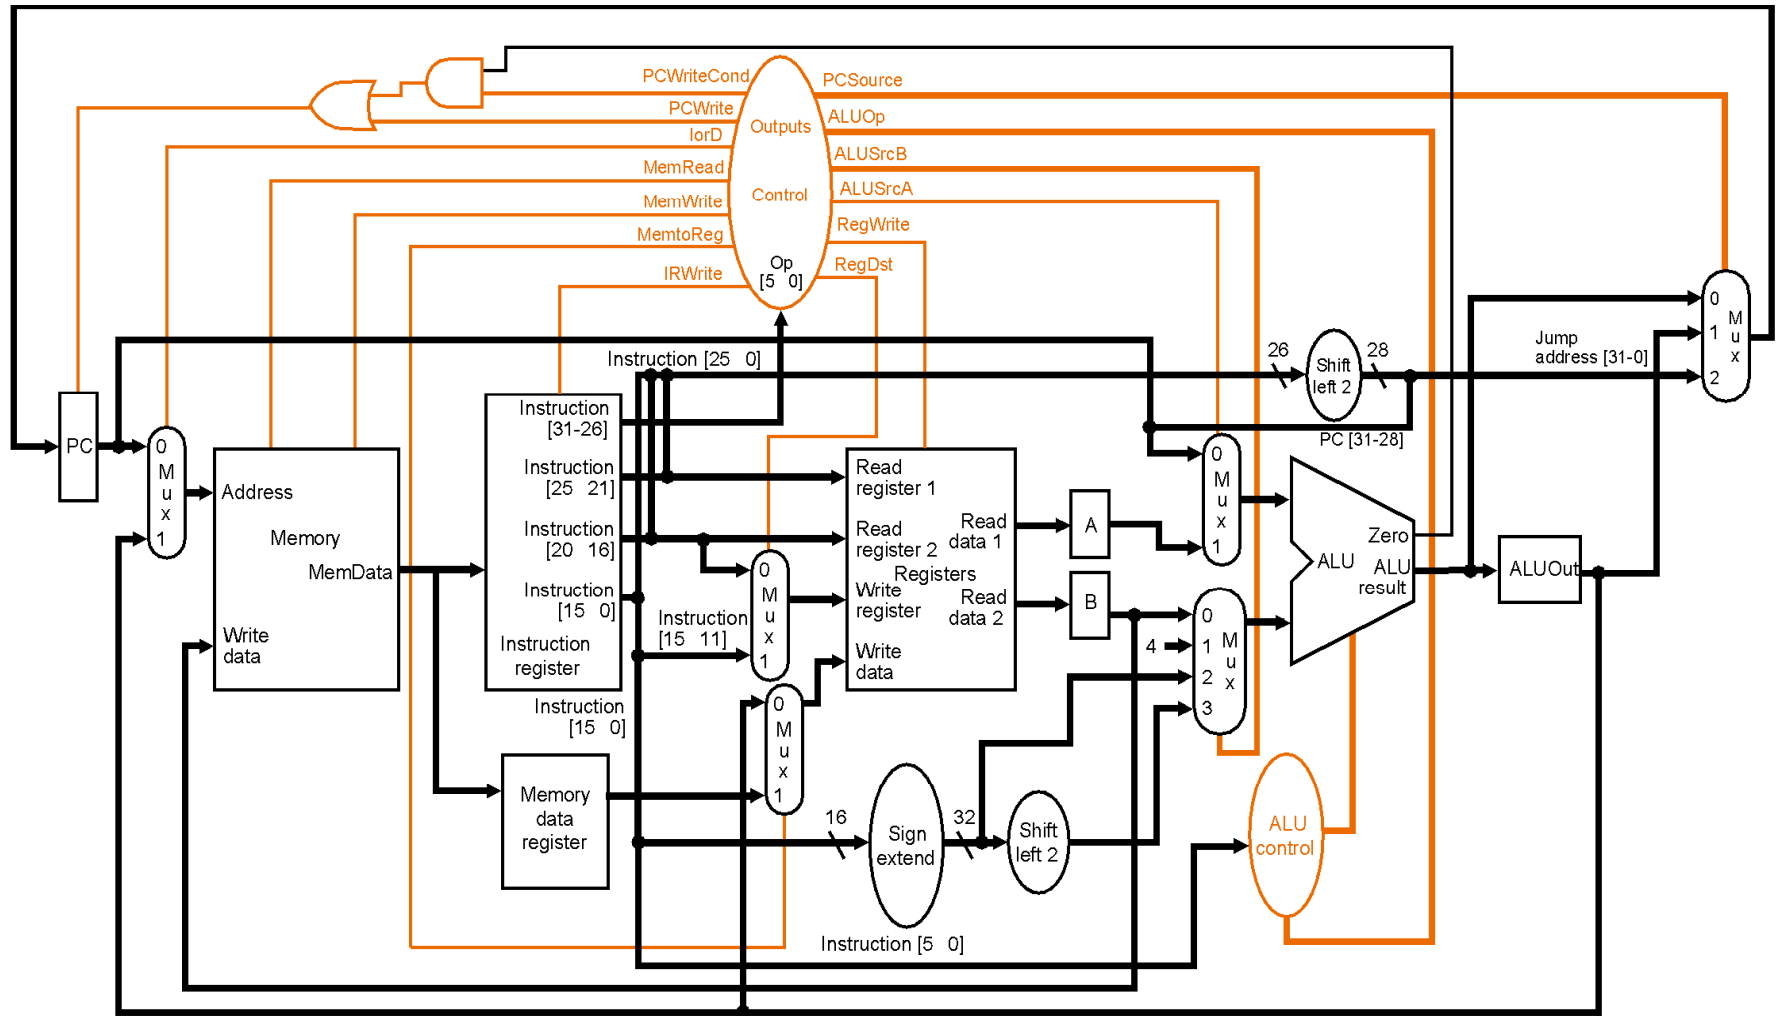 PCWriteCond
PCSource
PCWrite
ALUOp
Outputs
IorD
ALUSrcB
MemRead
ALUSrcA
Control
MemWrite
RegWrite
MemtoReg
RegDst
IRWrite
Op
[5 0]
0
1
2
M
u
x
Jump
address [31-0]
Instruction [25 0]
26
Shift
left 2
28
PC [31-28]
PC
0
M
u
x
1
Address
Memory
MemData
Write
data
Instruction
[31-26]
Instruction
[25 21]
Instruction
[20 16]
Instruction
[15 0]
Instruction
register
Instruction
[15 11]
0
M
u
x
1
Read
register 1
Read
register 2
Registers
Write
register
Write
data
Read
data 1
Read
data 2
A
B
0
M
u
x
1
4
0
1
2
3
M
u
x
Zero
ALU
ALU
result
ALUOut
Instruction
[15 0]
0
M
u
x
1
Memory
data
register
16
Sign
extend
32
Shift
left 2
ALU
control
Instruction [5 0]